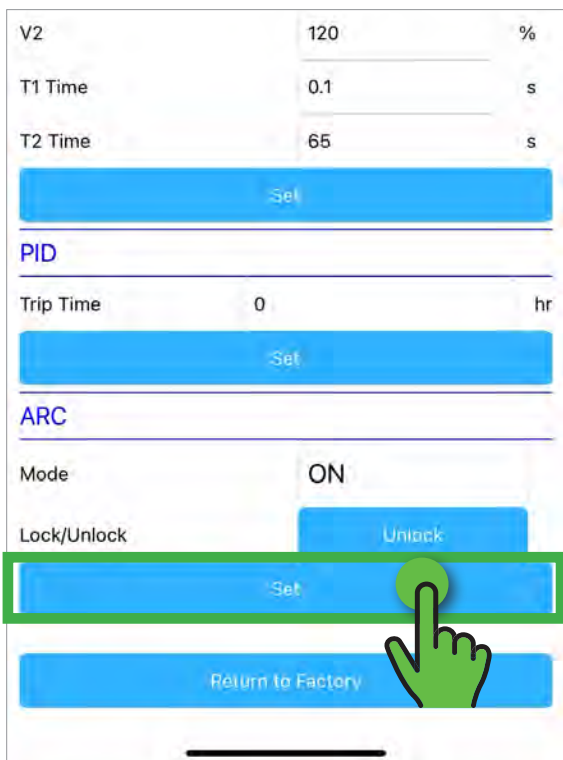 V2 120 %
T1 Time 0.1 s
T2 Time 65 s
Set
PID
Trip Time 0 hr
Set
ARC
Mode ON
Lock/Unlock Unlock
Set
Return to Factory